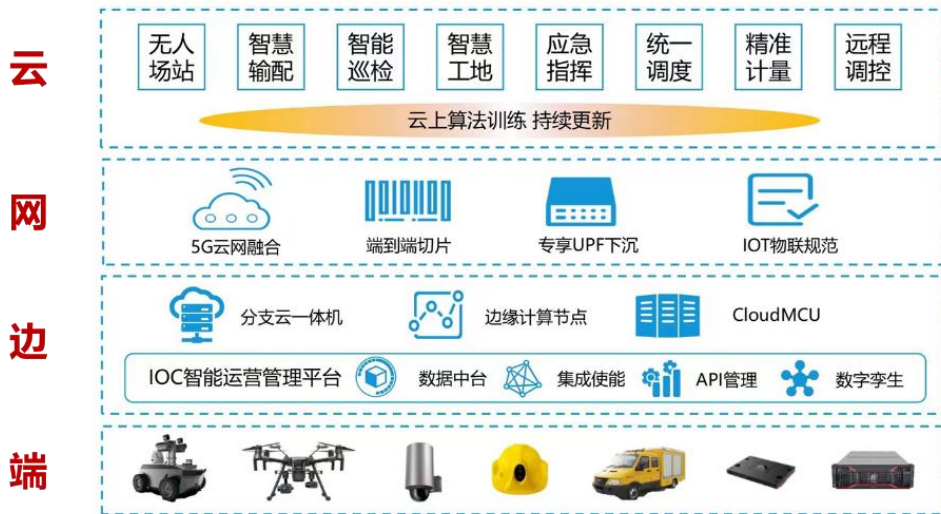 云
无人
场站
智慧
输配
智能
巡检
智慧
工地
应急
指挥
统一
调度
精准
计量
远程
调控
云上算法训练 持续更新
网
5G云网融合
端到端切片
专享UPF下沉
IOT物联规范
边
分支云一体机
边缘计算节点
CloudMCU
IOC智能运营管理平台
数据中台
集成使能
API管理
数字孪生
端